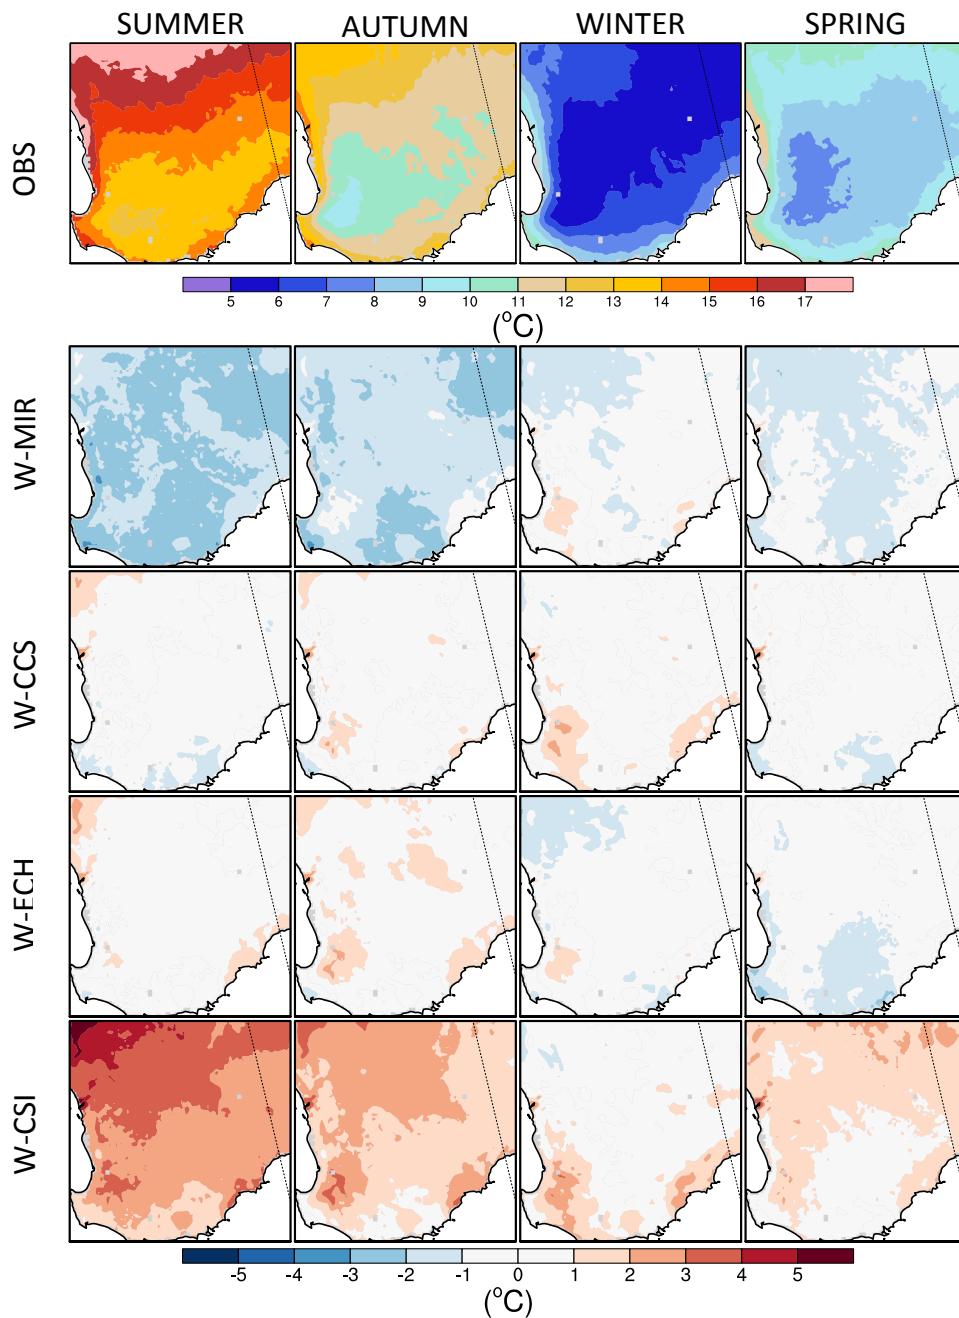 SUMMER AUTUMN WINTER SPRING
OBS
5 6 7 8 9 10 11 12 13 14 15 16 17
(°C)
W-MIR
W-CCS
W-ECH
W-CSI
-5 -4 -3 -2 -1 0 1 2 3 4 5
(°C)